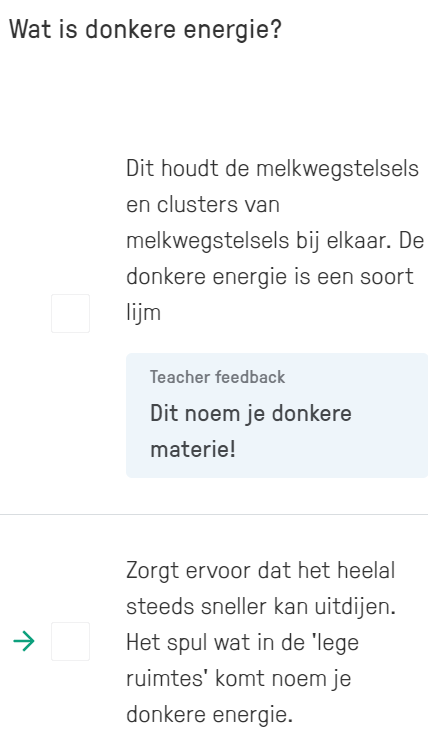 Wat is donkere energie?
Dit houdt de melkwegstelsels
en clusters van
melkwegstelsels bij elkaar. De
donkere energie is een soort
lijm
Teacher feedback
Dit noem je donkere
materie!
Zorgt ervoor dat het heelal
steeds sneller kan uitdijen.
Het spul wat in de 'lege
ruimtes' komt noem je
donkere energie.